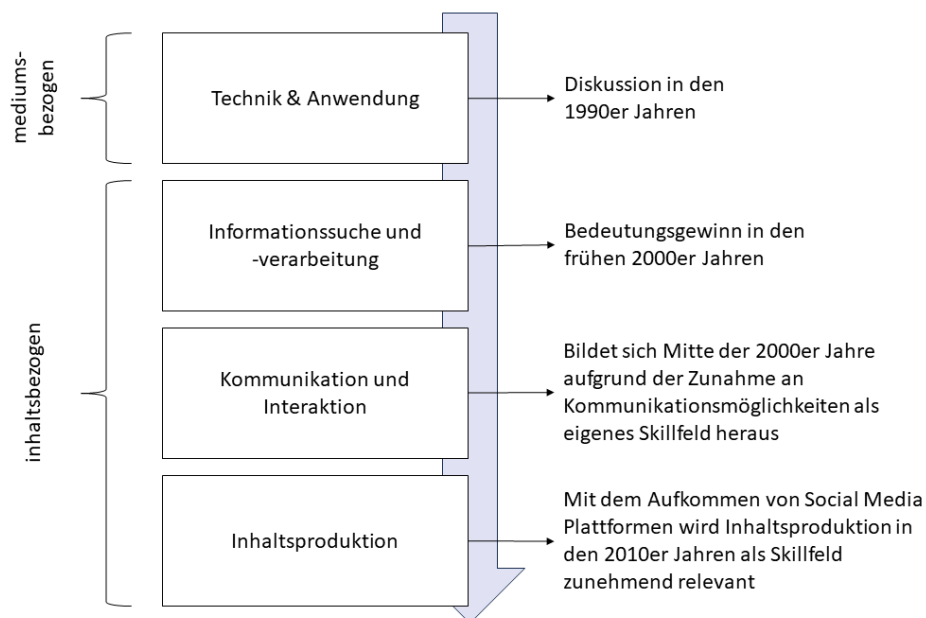 mediums-
bezogen
Technik & Anwendung
Diskussion in den
1990er Jahren
inhaltsbezogen
Informationssuche und
-verarbeitung
Bedeutungsgewinn in den
frühen 2000er Jahren
Kommunikation und
Interaktion
Bildet sich Mitte der 2000er Jahre
aufgrund der Zunahme an
Kommunikationsmöglichkeiten als
eigenes Skillfeld heraus
Inhaltsproduktion
Mit dem Aufkommen von Social Media
Plattformen wird Inhaltsproduktion in
den 2010er Jahren als Skillfeld
zunehmend relevant